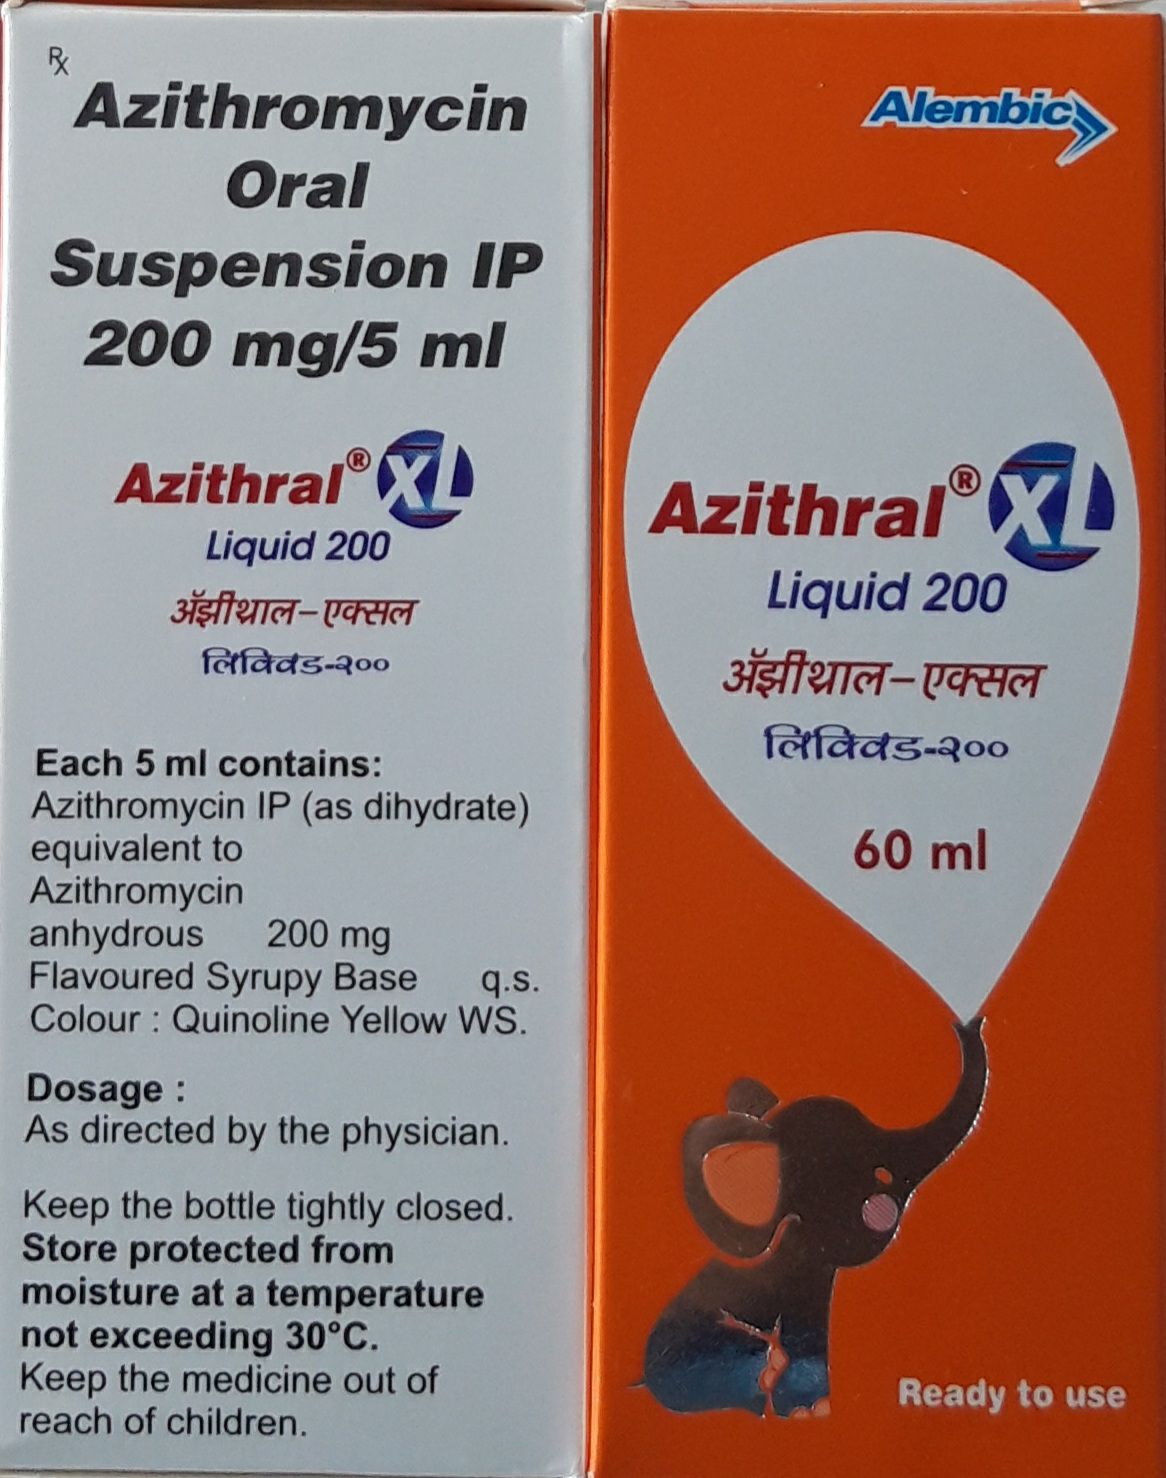 Rx
Azithromycin
Oral
Suspension IP
200 mg/5 ml
Azithral® XL
Liquid 200
ॲझीथ्राल-एक्सल
लिक्विड-२००
Each 5 ml contains:
Azithromycin IP (as dihydrate)
equivalent to
Azithromycin
anhydrous 200 mg
Flavoured Syrupy Base q.s.
Colour : Quinoline Yellow WS.
Dosage :
As directed by the physician.
Keep the bottle tightly closed.
Store protected from
moisture at a temperature
not exceeding 30°C.
Keep the medicine out of
reach of children.
Alembic
Azithral® XL
Liquid 200
ॲझीथ्राल-एक्सल
लिक्विड-२००
60 ml
Ready to use